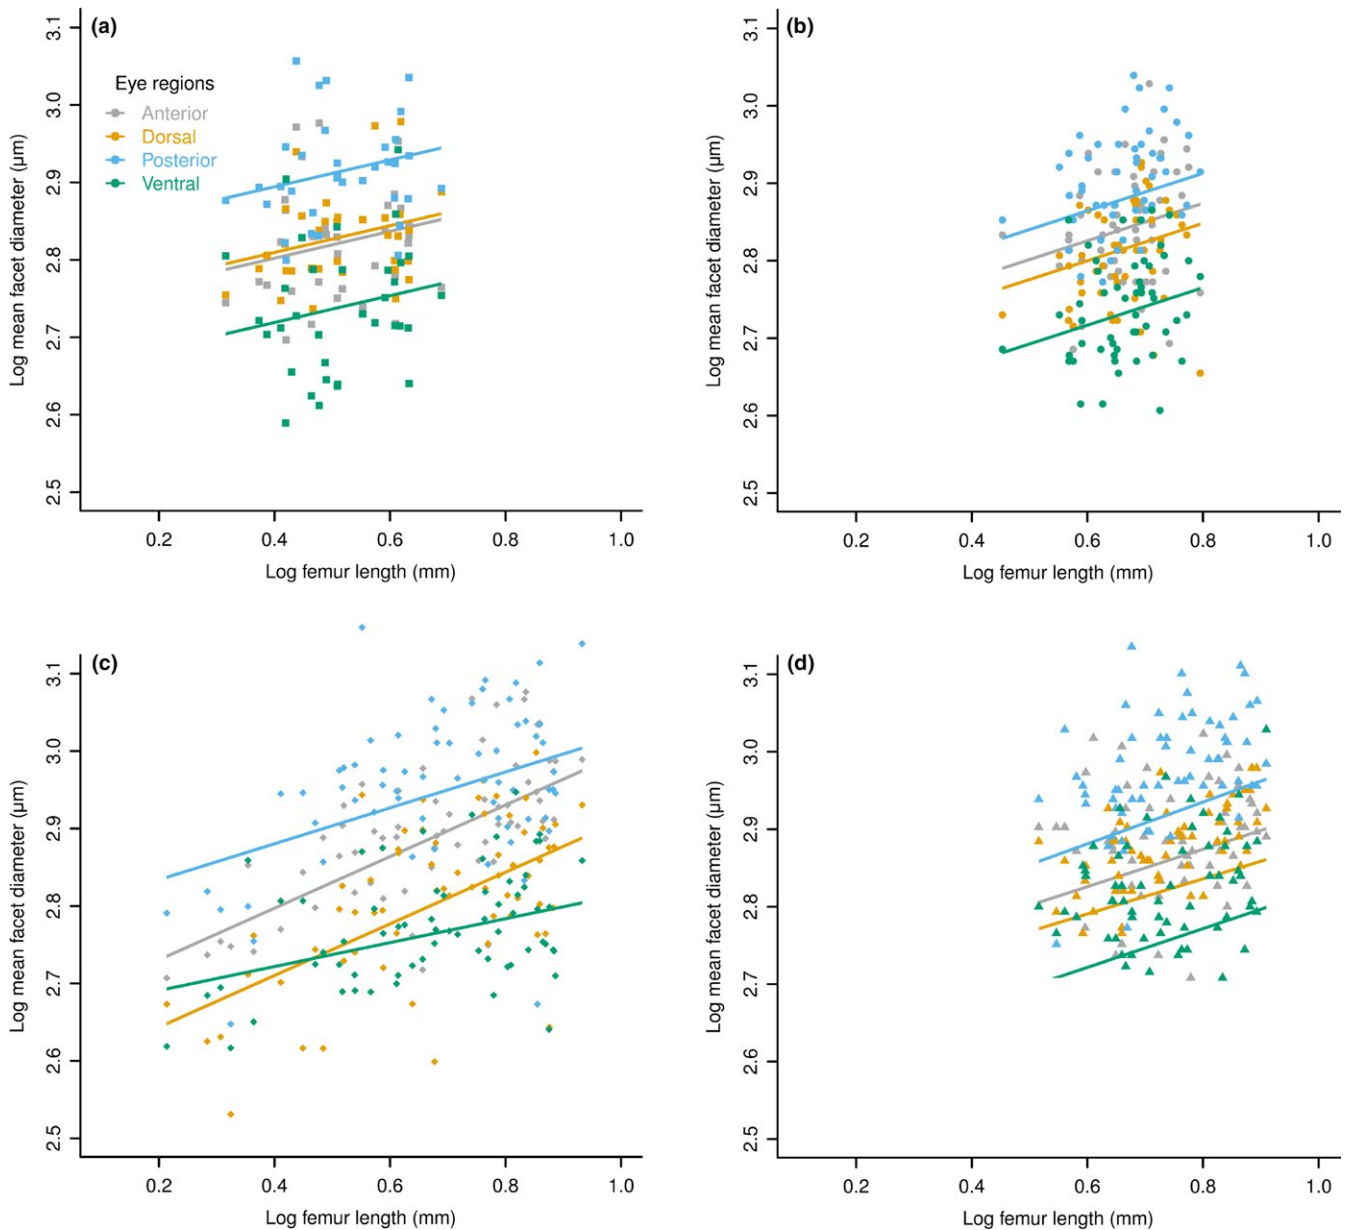 (a)
Eye regions
Anterior
Dorsal
Posterior
Ventral
3.1
3.0
2.9
2.8
2.7
2.6
2.5
Log mean facet diameter (µm)
0.2 0.4 0.6 0.8 1.0
Log femur length (mm)
(b)
3.1
3.0
2.9
2.8
2.7
2.6
2.5
Log mean facet diameter (µm)
0.2 0.4 0.6 0.8 1.0
Log femur length (mm)
(c)
3.1
3.0
2.9
2.8
2.7
2.6
2.5
Log mean facet diameter (µm)
0.2 0.4 0.6 0.8 1.0
Log femur length (mm)
(d)
3.1
3.0
2.9
2.8
2.7
2.6
2.5
Log mean facet diameter (µm)
0.2 0.4 0.6 0.8 1.0
Log femur length (mm)